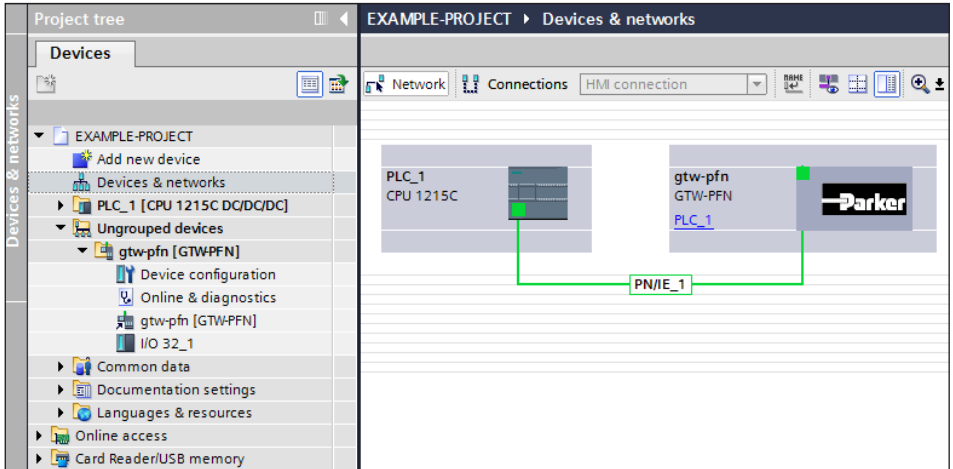 Project tree
EXAMPLE-PROJECT ▸ Devices & networks
Devices & networks
Devices
Network
Connections
HMI connection
NAME
EXAMPLE-PROJECT
Add new device
Devices & networks
PLC_1 [CPU 1215C DC/DC/DC]
Ungrouped devices
gtw-pfn [GTW-PFN]
Device configuration
Online & diagnostics
gtw-pfn [GTW-PFN]
I/O 32_1
Common data
Documentation settings
Languages & resources
Online access
Card Reader/USB memory
PLC_1
CPU 1215C
gtw-pfn
GTW-PFN
PLC_1
Parker
PN/IE_1